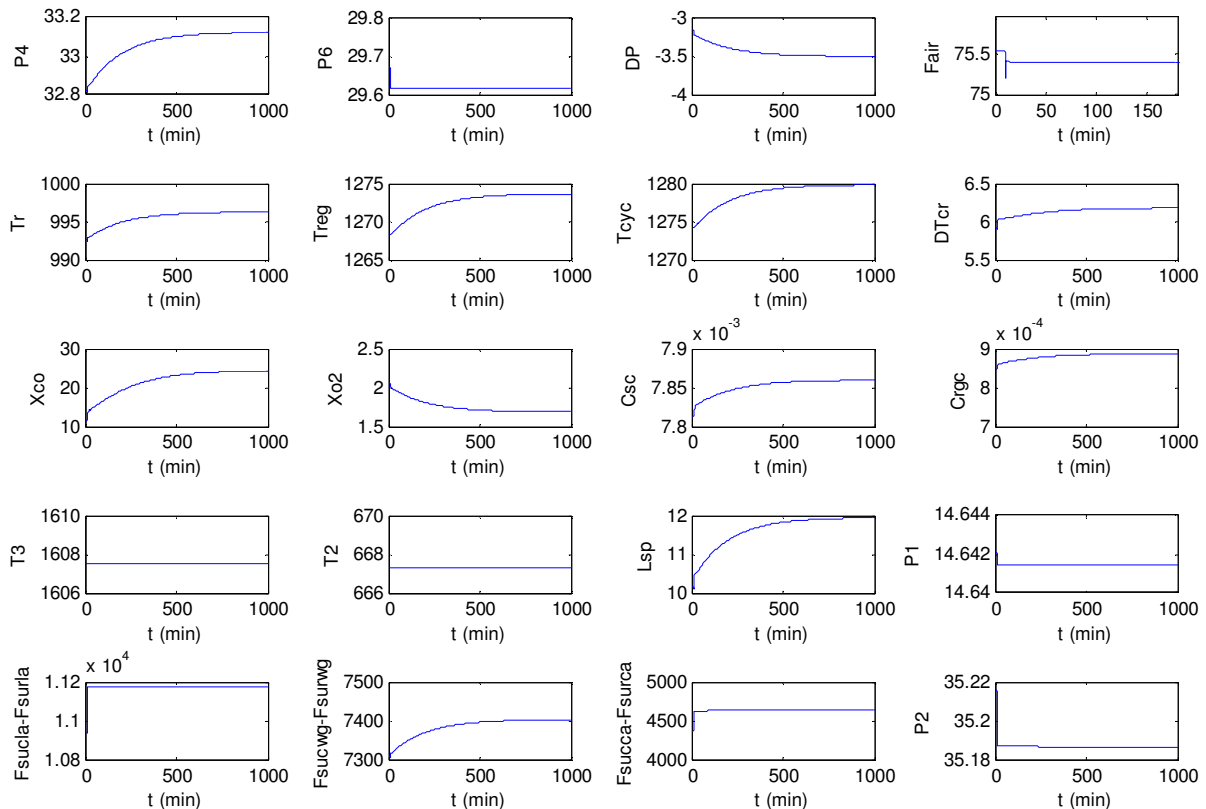 33.2
33
32.8
P4
0 500 1000
t (min)
29.8
29.7
29.6
P6
0 500 1000
t (min)
-3
-3.5
-4
DP
0 500 1000
t (min)
75.5
75
Fair
0 50 100 150
t (min)
1000
995
990
Tr
0 500 1000
t (min)
1275
1270
1265
Treg
0 500 1000
t (min)
1280
1275
1270
Tcyc
0 500 1000
t (min)
6.5
6
5.5
DTcr
0 500 1000
t (min)
30
20
10
Xco
0 500 1000
t (min)
2.5
2
1.5
Xo2
0 500 1000
t (min)
x 10^-3
7.9
7.85
7.8
Csc
0 500 1000
t (min)
x 10^-4
9
8
7
Crgc
0 500 1000
t (min)
1610
1608
1606
T3
0 500 1000
t (min)
670
668
666
T2
0 500 1000
t (min)
12
11
10
Lsp
0 500 1000
t (min)
14.644
14.642
14.64
P1
0 500 1000
t (min)
x 10^4
1.12
1.1
1.08
Fsucla-Fsurla
0 500 1000
t (min)
7500
7400
7300
Fsucwg-Fsurwg
0 500 1000
t (min)
5000
4500
4000
Fsucca-Fsurca
0 500 1000
t (min)
35.22
35.2
35.18
P2
0 500 1000
t (min)